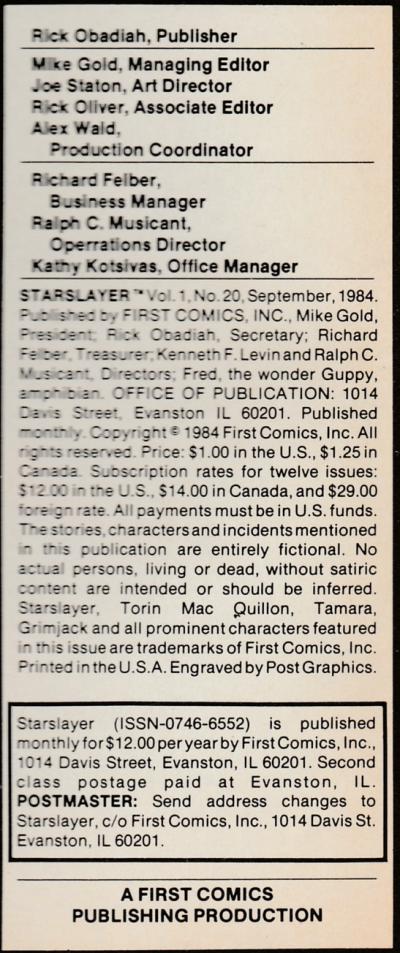 Rick Obadiah, Publisher
Mike Gold, Managing Editor
Joe Staton, Art Director
Rick Oliver, Associate Editor
Alex Wald,
Production Coordinator
Richard Felber,
Business Manager
Ralph C. Musicant,
Operrations Director
Kathy Kotsivas, Office Manager
STARSLAYER™ Vol. 1, No. 20, September, 1984.
Published by FIRST COMICS, INC., Mike Gold,
President; Rick Obadiah, Secretary; Richard
Felber, Treasurer; Kenneth F. Levin and Ralph C.
Musicant, Directors; Fred, the wonder Guppy,
amphibian. OFFICE OF PUBLICATION: 1014
Davis Street, Evanston IL 60201. Published
monthly. Copyright © 1984 First Comics, Inc. All
rights reserved. Price: $1.00 in the U.S., $1.25 in
Canada. Subscription rates for twelve issues:
$12.00 in the U.S., $14.00 in Canada, and $29.00
foreign rate. All payments must be in U.S. funds.
The stories, characters and incidents mentioned
in this publication are entirely fictional. No
actual persons, living or dead, without satiric
content are intended or should be inferred.
Starslayer, Torin Mac Quillon, Tamara,
Grimjack and all prominent characters featured
in this issue are trademarks of First Comics, Inc.
Printed in the U.S.A. Engraved by Post Graphics.
Starslayer (ISSN-0746-6552) is published
monthly for $12.00 per year by First Comics, Inc.,
1014 Davis Street, Evanston, IL 60201. Second
class postage paid at Evanston, IL.
POSTMASTER: Send address changes to
Starslayer, c/o First Comics, Inc., 1014 Davis St.
Evanston, IL 60201.
A FIRST COMICS
PUBLISHING PRODUCTION